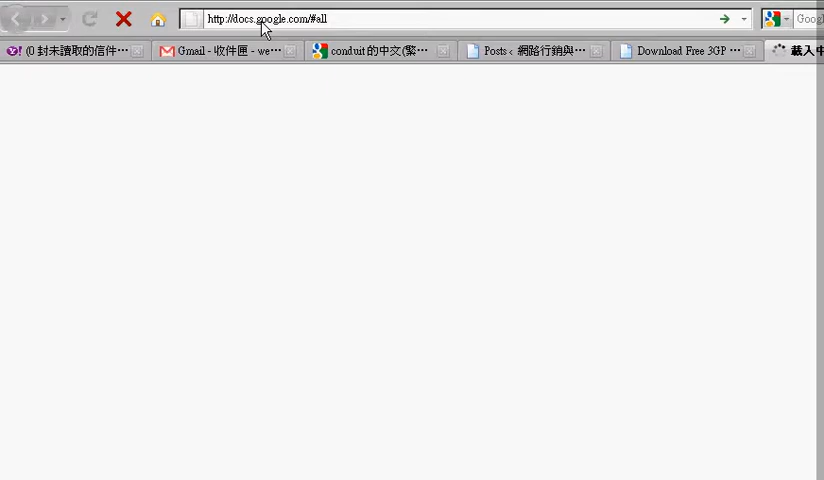 http://docs.google.com/#all
Goog
Y! (0 封未讀取的信件…
Gmail - 收件匣 - we…
conduit 的中文(繁…
Posts ‹ 網路行銷與…
Download Free 3GP …
載入中